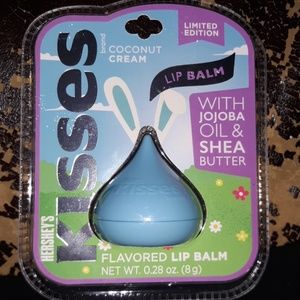 HERSHEY'S
KISSES
brand
COCONUT
CREAM
LIMITED
EDITION
LIP BALM
WITH
JOJOBA
OIL &
SHEA
BUTTER
KISSES
FLAVORED LIP BALM
NET WT. 0.28 oz. (8g)